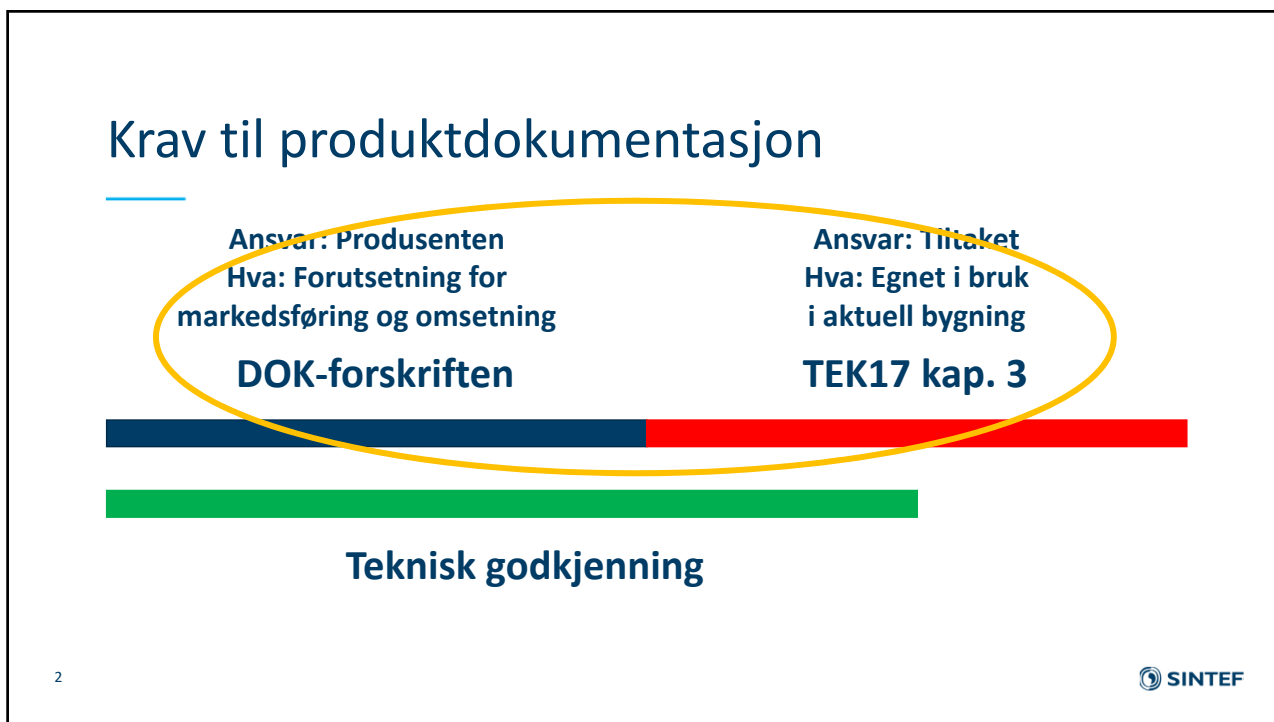 Krav til produktdokumentasjon
Ansvar: Produsenten
Hva: Forutsetning for
markedsføring og omsetning
DOK-forskriften
Ansvar: Tiltaket
Hva: Egnet i bruk
i aktuell bygning
TEK17 kap. 3
Teknisk godkjenning
2
SINTEF